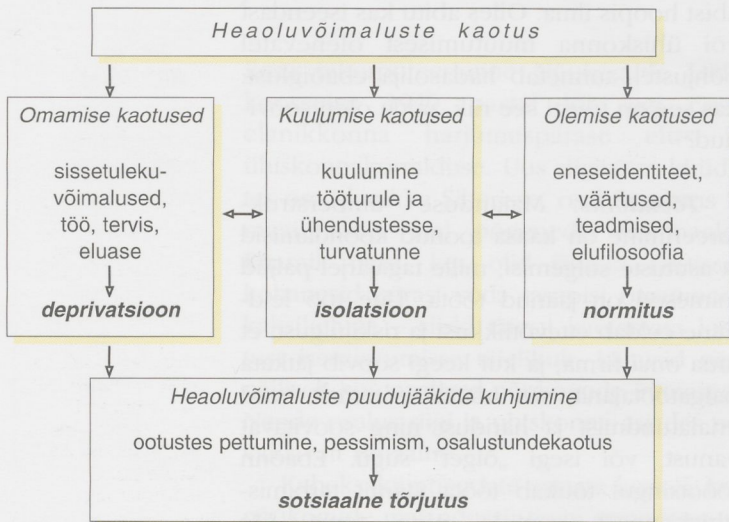 Heaoluvõimaluste kaotus
Omamise kaotused
sissetuleku-
võimalused,
töö, tervis,
eluase
deprivatsioon
Kuulumise kaotused
kuulumine
tööturule ja
ühendustesse,
turvatunne
isolatsioon
Olemise kaotused
eneseidentiteet,
väärtused,
teadmised,
elufilosoofia
normitus
Heaoluvõimaluste puudujääkide kuhjumine
ootustes pettumine, pessimism, osalustundekaotus
sotsiaalne tõrjutus